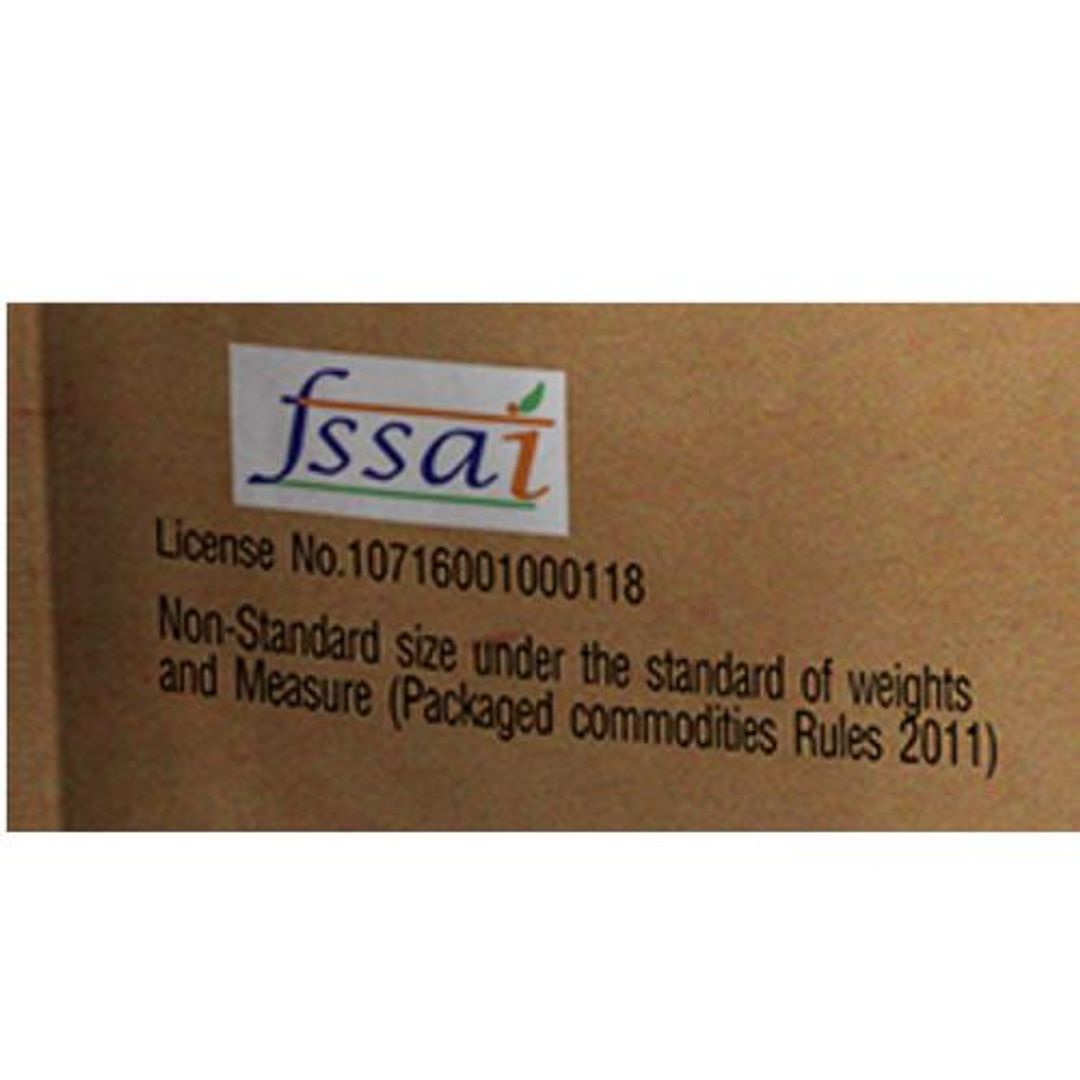 fssai
License No.10716001000118
Non-Standard size under the standard of weights
and Measure (Packaged commodities Rules 2011)